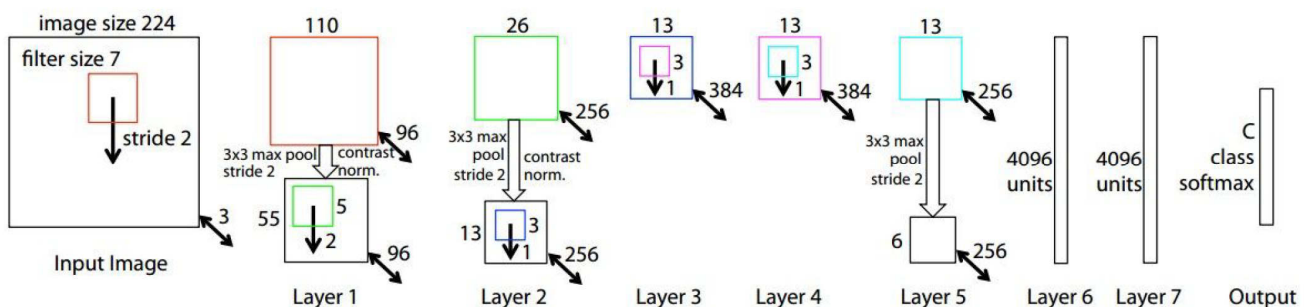 image size 224
filter size 7
stride 2
3
Input Image
110
96
3x3 max pool
stride 2
contrast
norm.
55
5
2
96
Layer 1
26
256
3x3 max
pool
stride 2
contrast
norm.
13
3
1
256
Layer 2
13
3
1
384
Layer 3
13
3
1
384
Layer 4
13
256
3x3 max
pool
stride 2
6
256
Layer 5
4096
units
Layer 6
4096
units
Layer 7
C
class
softmax
Output